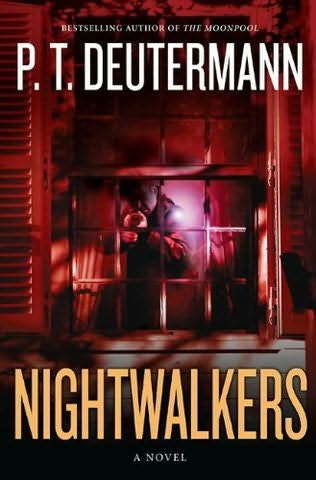 BESTSELLING AUTHOR OF THE MOONPOOL
P. T. DEUTERMANN
NIGHTWALKERS
A NOVEL